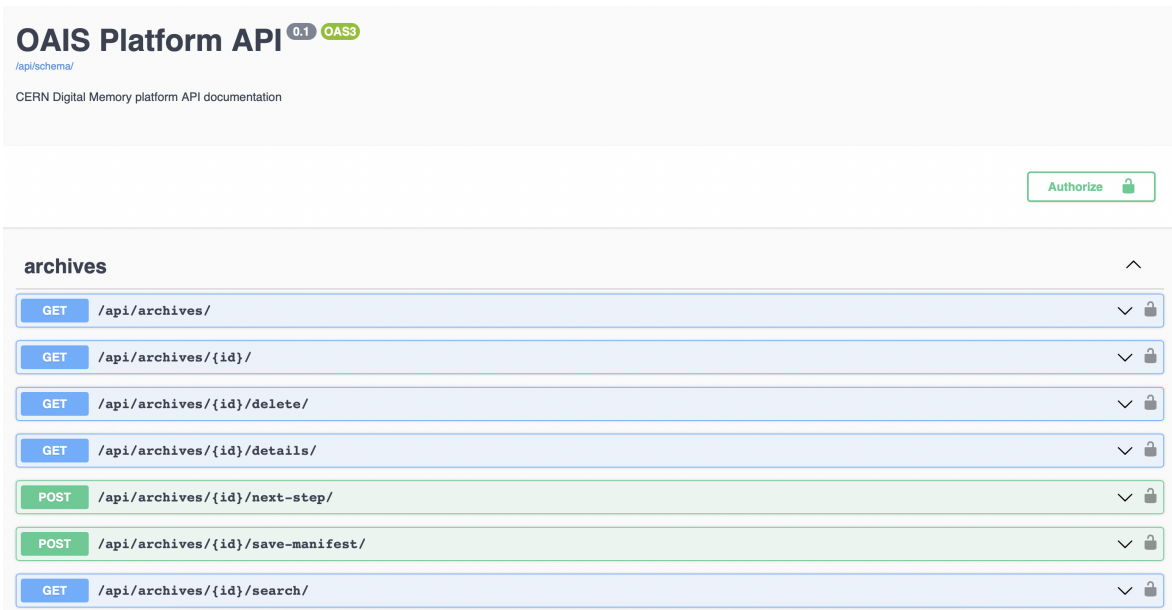 OAIS Platform API 0.1 OAS3
/api/schema/
CERN Digital Memory platform API documentation
Authorize
archives
GET /api/archives/
GET /api/archives/{id}/
GET /api/archives/{id}/delete/
GET /api/archives/{id}/details/
POST /api/archives/{id}/next-step/
POST /api/archives/{id}/save-manifest/
GET /api/archives/{id}/search/